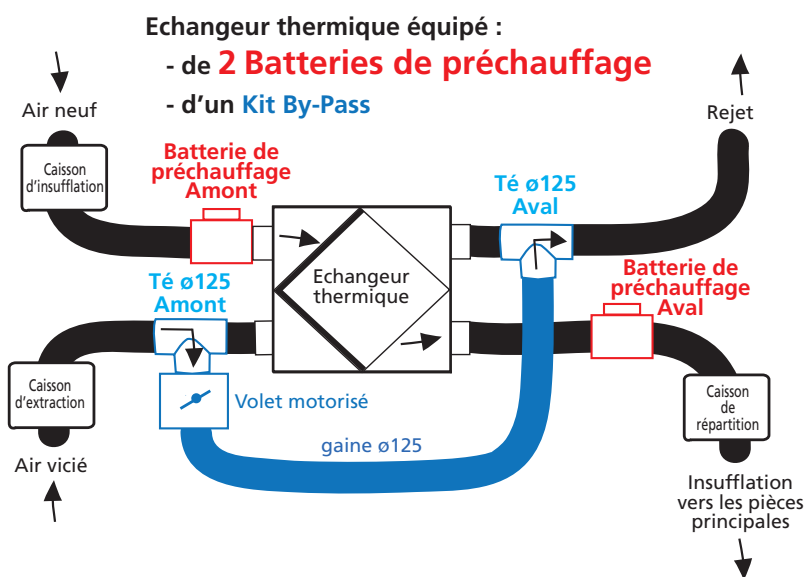 Echangeur thermique équipé :
- de 2 Batteries de préchauffage
- d'un Kit By-Pass
Air neuf
Rejet
Caisson
d'insufflation
Batterie de
préchauffage
Amont
Té ø125
Aval
Echangeur
thermique
Té ø125
Amont
Batterie de
préchauffage
Aval
Caisson
d'extraction
Volet motorisé
Caisson
de
répartition
gaine ø125
Air vicié
Insufflation
vers les pièces
principales